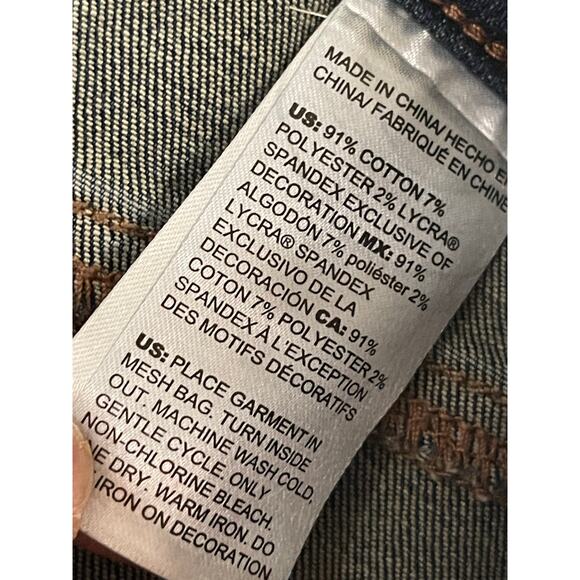 MADE IN CHINA/ HECHO EN
CHINA/ FABRIQUÉ EN CHINE
US: 91% COTTON 7%
POLYESTER 2% LYCRA®
SPANDEX EXCLUSIVE OF
DECORATION MX: 91%
ALGODÓN 7% poliéster 2%
LYCRA® SPANDEX
EXCLUSIVO DE LA
DECORACIÓN CA: 91%
COTON 7% POLYESTER 2%
SPANDEX À L'EXCEPTION
DES MOTIFS DÉCORATIFS
US: PLACE GARMENT IN
MESH BAG. TURN INSIDE
OUT. MACHINE WASH COLD,
GENTLE CYCLE. ONLY
NON-CHLORINE BLEACH.
NE DRY. WARM IRON. DO
IRON ON DECORATION